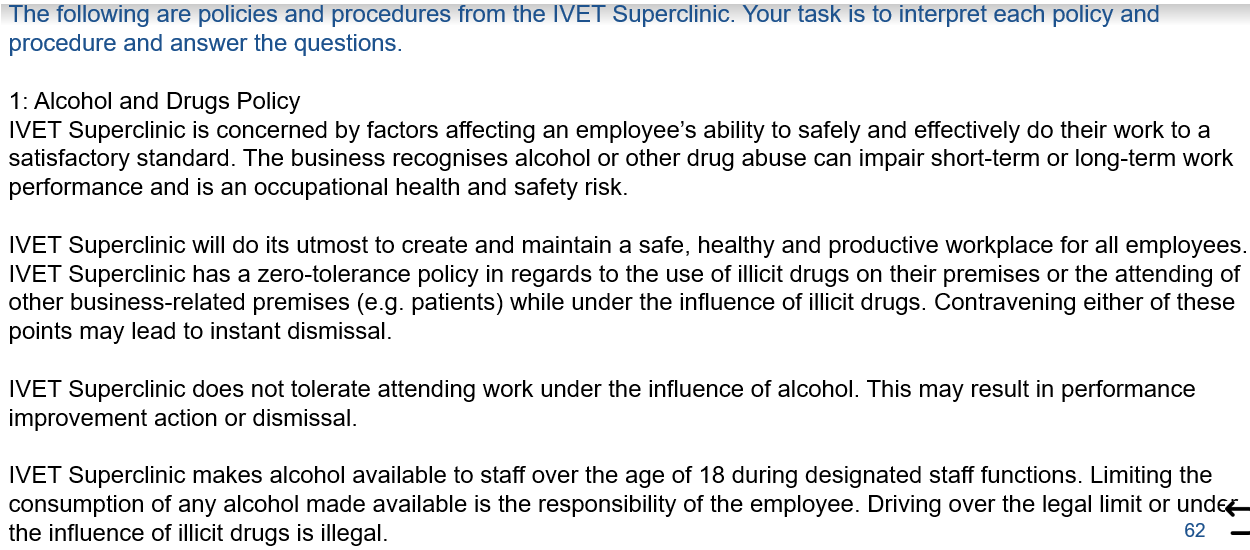 The following are policies and procedures from the IVET Superclinic. Your task is to interpret each policy and
procedure and answer the questions.
1: Alcohol and Drugs Policy
IVET Superclinic is concerned by factors affecting an employee’s ability to safely and effectively do their work to a
satisfactory standard. The business recognises alcohol or other drug abuse can impair short-term or long-term work
performance and is an occupational health and safety risk.
IVET Superclinic will do its utmost to create and maintain a safe, healthy and productive workplace for all employees.
IVET Superclinic has a zero-tolerance policy in regards to the use of illicit drugs on their premises or the attending of
other business-related premises (e.g. patients) while under the influence of illicit drugs. Contravening either of these
points may lead to instant dismissal.
IVET Superclinic does not tolerate attending work under the influence of alcohol. This may result in performance
improvement action or dismissal.
IVET Superclinic makes alcohol available to staff over the age of 18 during designated staff functions. Limiting the
consumption of any alcohol made available is the responsibility of the employee. Driving over the legal limit or under
the influence of illicit drugs is illegal.
62